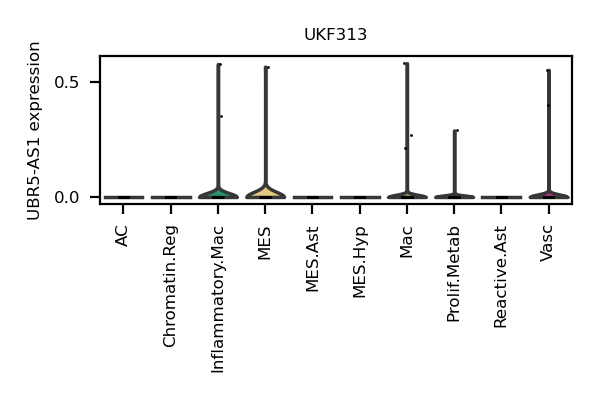 UKF313
UBR5-AS1 expression
0.5
0.0
AC
Chromatin.Reg
Inflammatory.Mac
MES
MES.Ast
MES.Hyp
Mac
Prolif.Metab
Reactive.Ast
Vasc